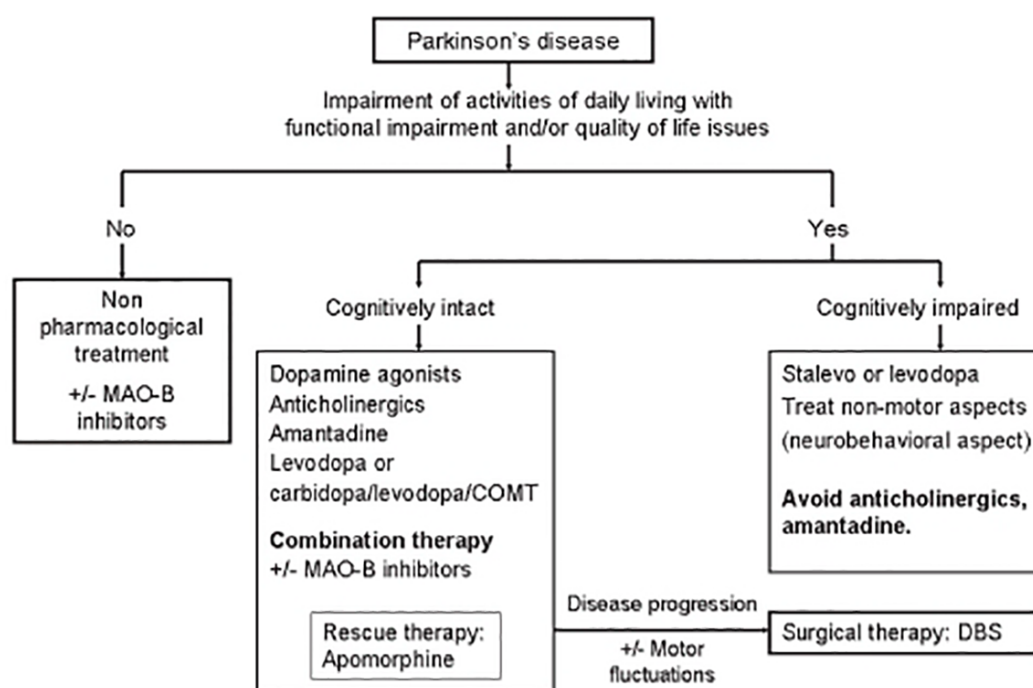 Parkinson's disease
Impairment of activities of daily living with
functional impairment and/or quality of life issues
No
Yes
Non
pharmacological
treatment
+/- MAO-B
inhibitors
Cognitively intact
Cognitively impaired
Dopamine agonists
Anticholinergics
Amantadine
Levodopa or
carbidopa/levodopa/COMT
Combination therapy
+/- MAO-B inhibitors
Rescue therapy:
Apomorphine
Stalevo or levodopa
Treat non-motor aspects
(neurobehavioral aspect)
Avoid anticholinergics,
amantadine.
Disease progression
+/- Motor
fluctuations
Surgical therapy: DBS